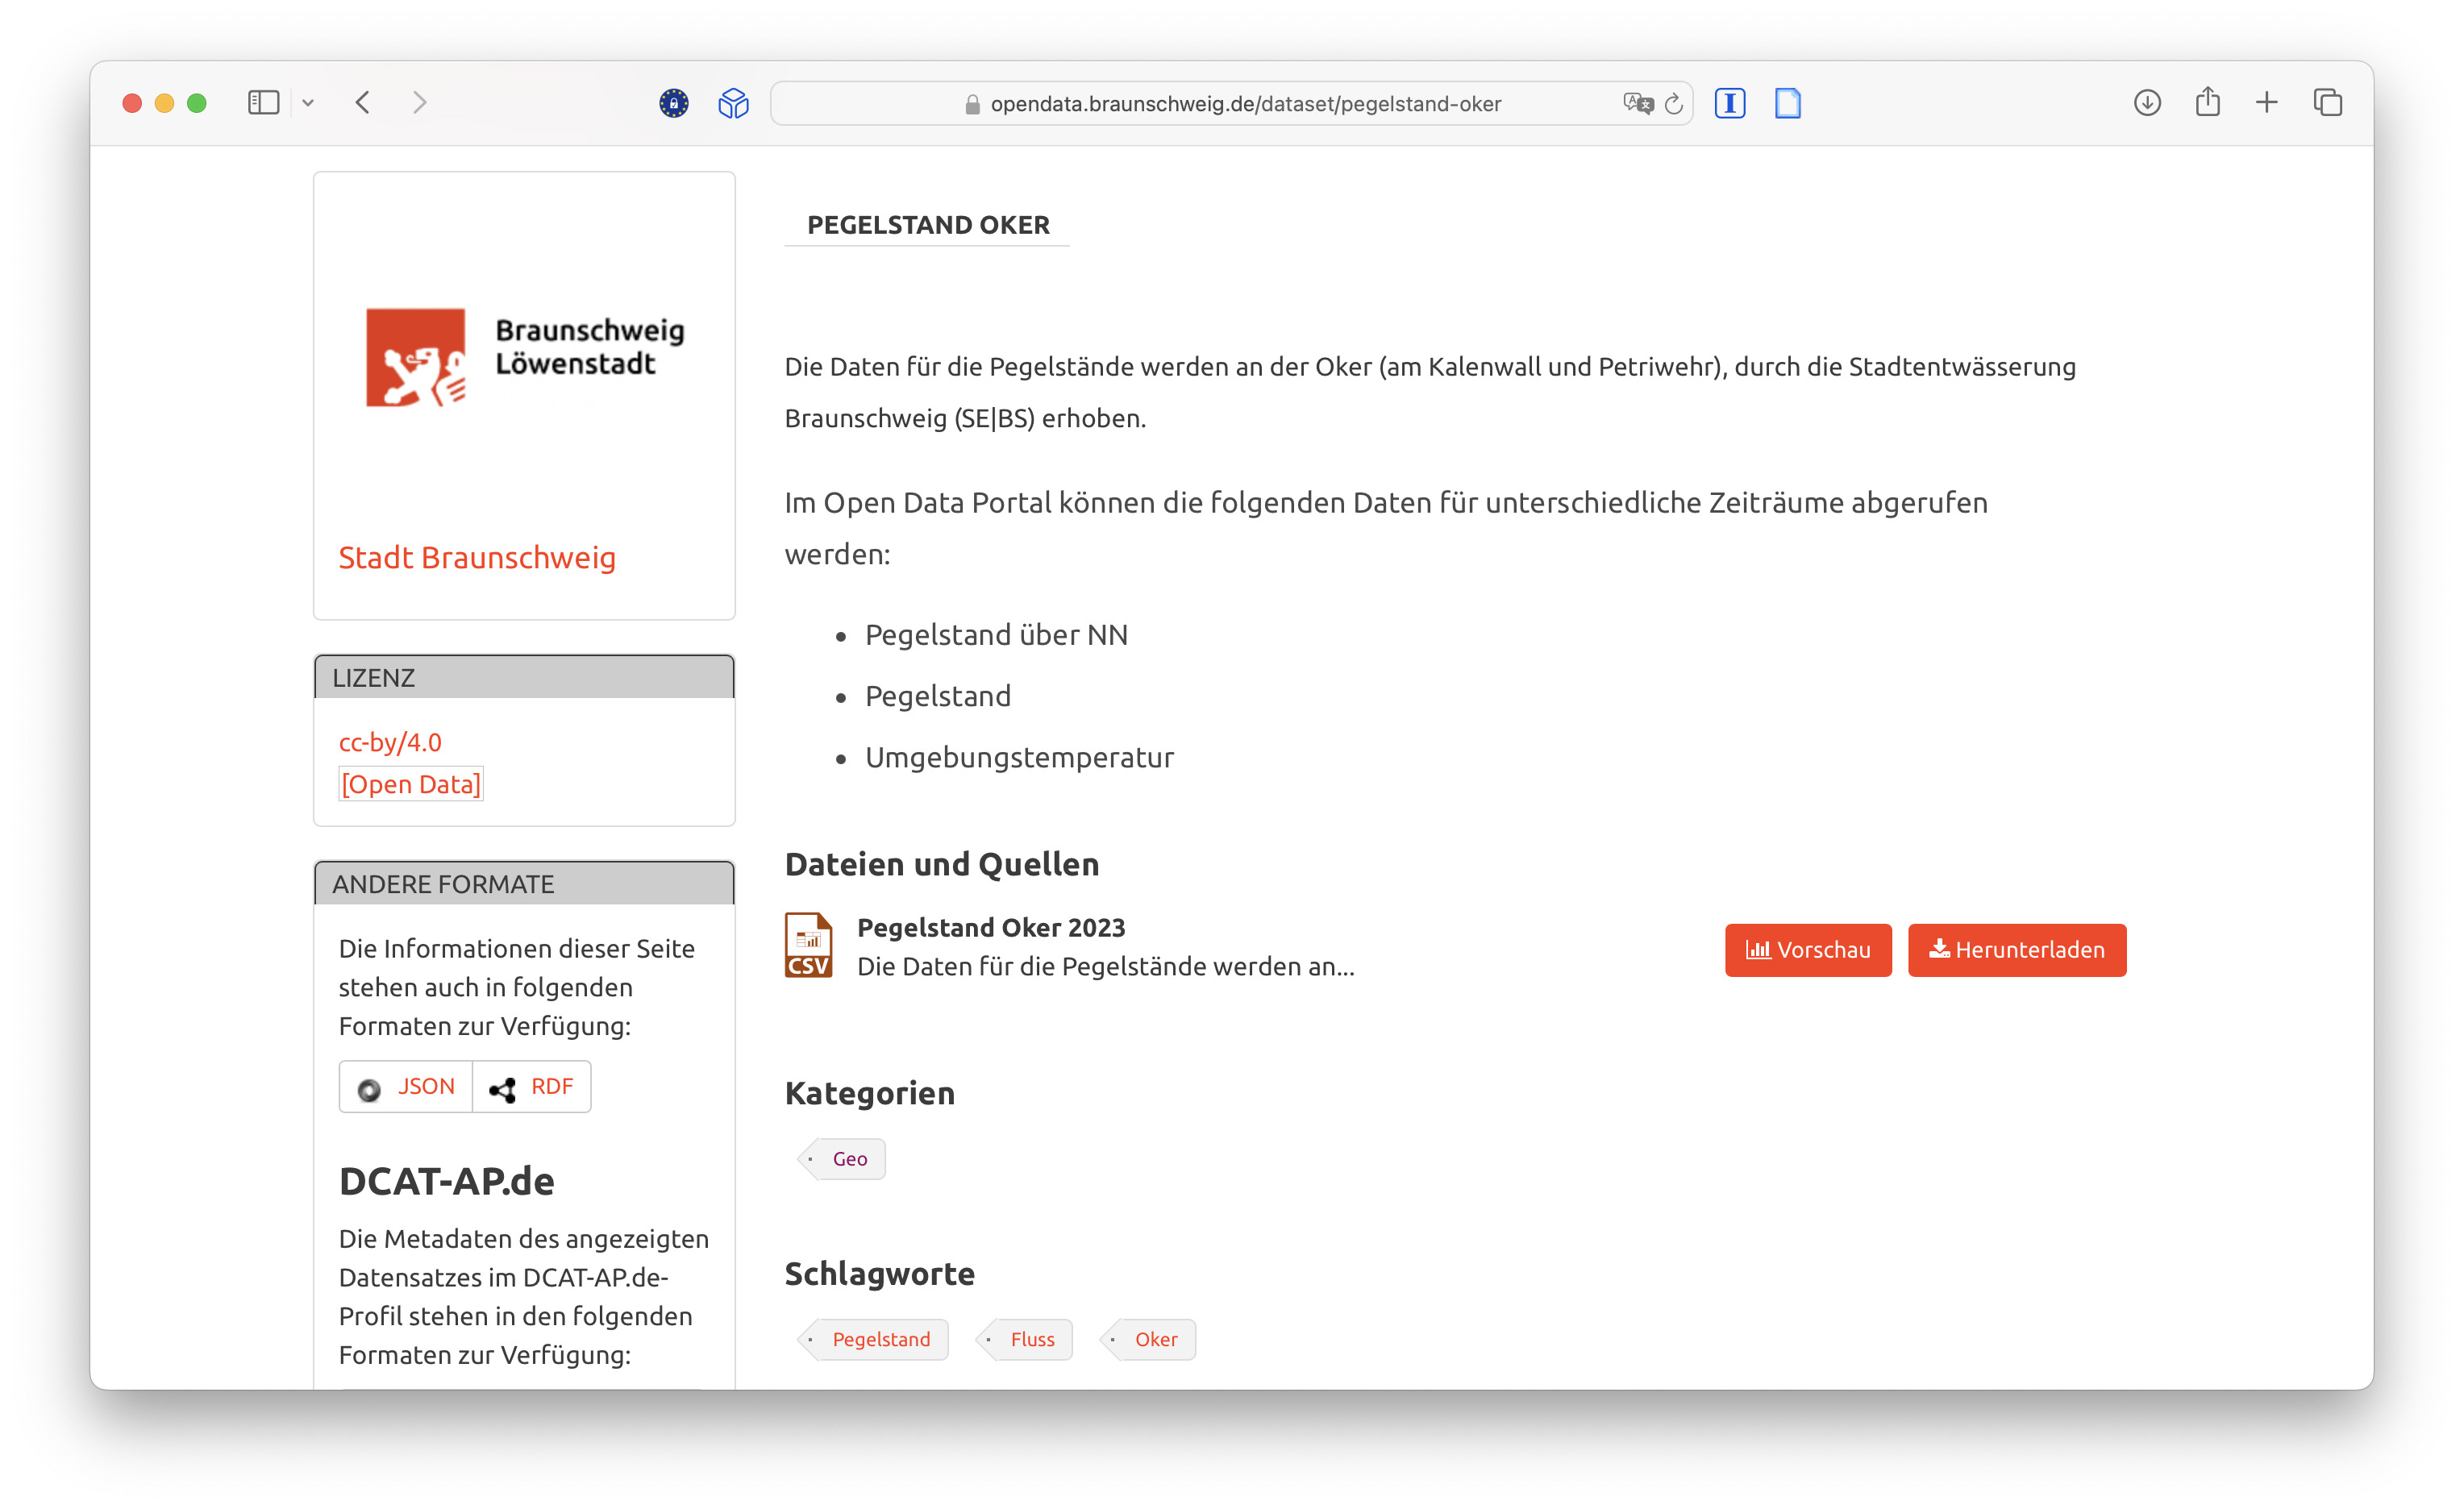 opendata.braunschweig.de/dataset/pegelstand-oker
Braunschweig
Löwenstadt
Stadt Braunschweig
LIZENZ
cc-by/4.0
[Open Data]
ANDERE FORMATE
Die Informationen dieser Seite
stehen auch in folgenden
Formaten zur Verfügung:
JSON RDF
DCAT-AP.de
Die Metadaten des angezeigten
Datensatzes im DCAT-AP.de-
Profil stehen in den folgenden
Formaten zur Verfügung:
PEGELSTAND OKER
Die Daten für die Pegelstände werden an der Oker (am Kalenwall und Petriwehr), durch die Stadtentwässerung
Braunschweig (SE|BS) erhoben.
Im Open Data Portal können die folgenden Daten für unterschiedliche Zeiträume abgerufen
werden:
• Pegelstand über NN
• Pegelstand
• Umgebungstemperatur
Dateien und Quellen
CSV
Pegelstand Oker 2023
Die Daten für die Pegelstände werden an...
Vorschau Herunterladen
Kategorien
Geo
Schlagworte
Pegelstand Fluss Oker